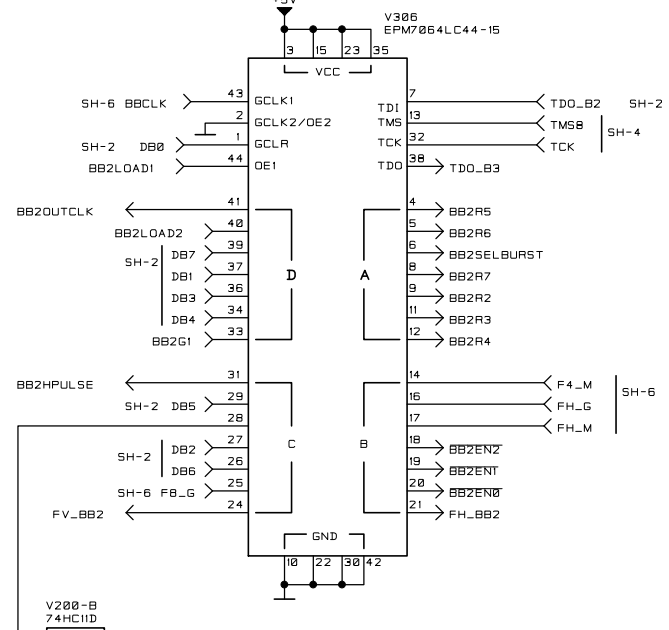 +5V
V306
EPM7064LC44-15
3 15 23 35
VCC
SH-6 BBCLK 43 GCLK1 TDI 7 TDO_B2 SH-2
2 GCLK2/OE2 TMS 13 TMS8
SH-4
SH-2 DB0 1 GCLR TCK 32 TCK
BB2LOAD1 44 OE1 TDO 38 TDO_B3
BB2OUTCLK 41 4 BB2R5
BB2LOAD2 40 5 BB2R6
DB7 39 6 BB2SELBURST
SH-2
DB1 37 D A 8 BB2R7
DB3 36 9 BB2R2
DB4 34 11 BB2R3
BB2G1 33 12 BB2R4
BB2HPULSE 31 14 F4_M
SH-6
SH-2 DB5 29 16 FH_G
28 17 FH_M
DB2 27 C B 18 BB2EN2
SH-2
DB6 26 19 BB2EN1
SH-6 F8_G 25 20 BB2EN0
FV_BB2 24 21 FH_BB2
GND
10 22 30 42
V200-B
74HC11D